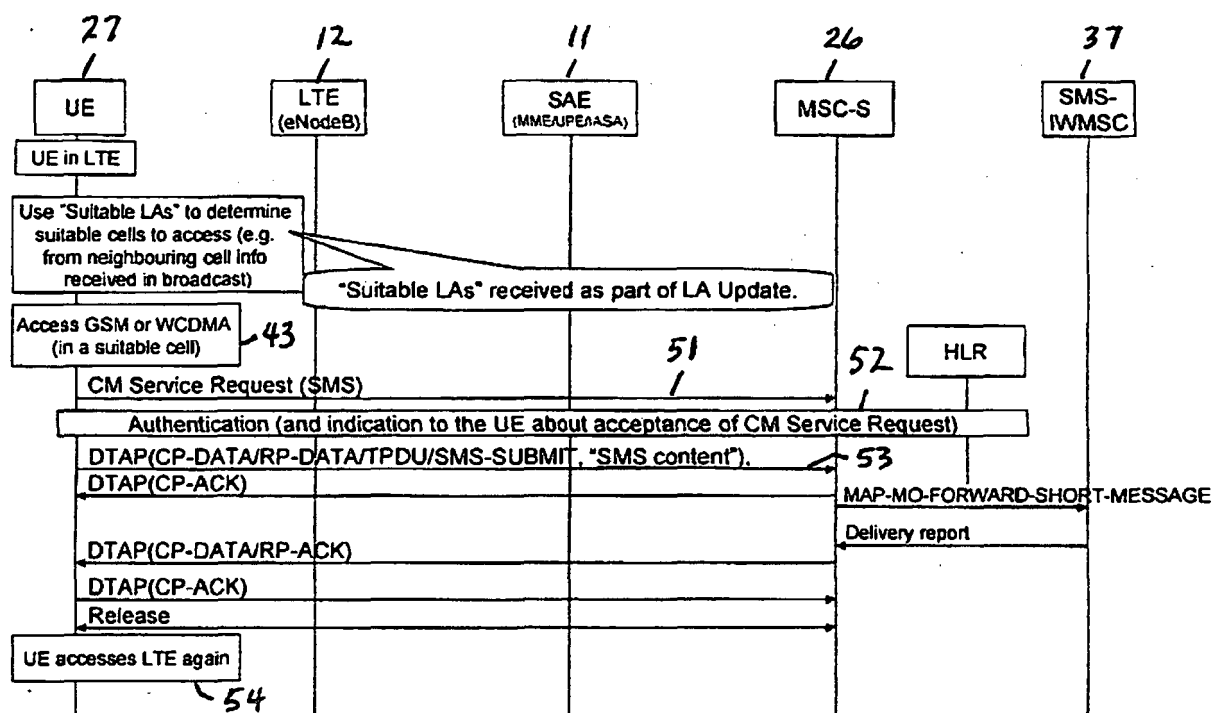 27 12 11 26 37
UE
LTE
(eNodeB)
SAE
(MME/UPE/IASA)
MSC-S
SMS-
IWMSC
UE in LTE
Use "Suitable LAs" to determine
suitable cells to access (e.g.
from neighbouring cell info
received in broadcast)
"Suitable LAs" received as part of LA Update.
Access GSM or WCDMA
(in a suitable cell)
43
HLR
51
52
CM Service Request (SMS)
Authentication (and indication to the UE about acceptance of CM Service Request)
DTAP(CP-DATA/RP-DATA/TPDU/SMS-SUBMIT, "SMS content").
53
DTAP(CP-ACK)
MAP-MO-FORWARD-SHORT-MESSAGE
Delivery report
DTAP(CP-DATA/RP-ACK)
DTAP(CP-ACK)
Release
UE accesses LTE again
54